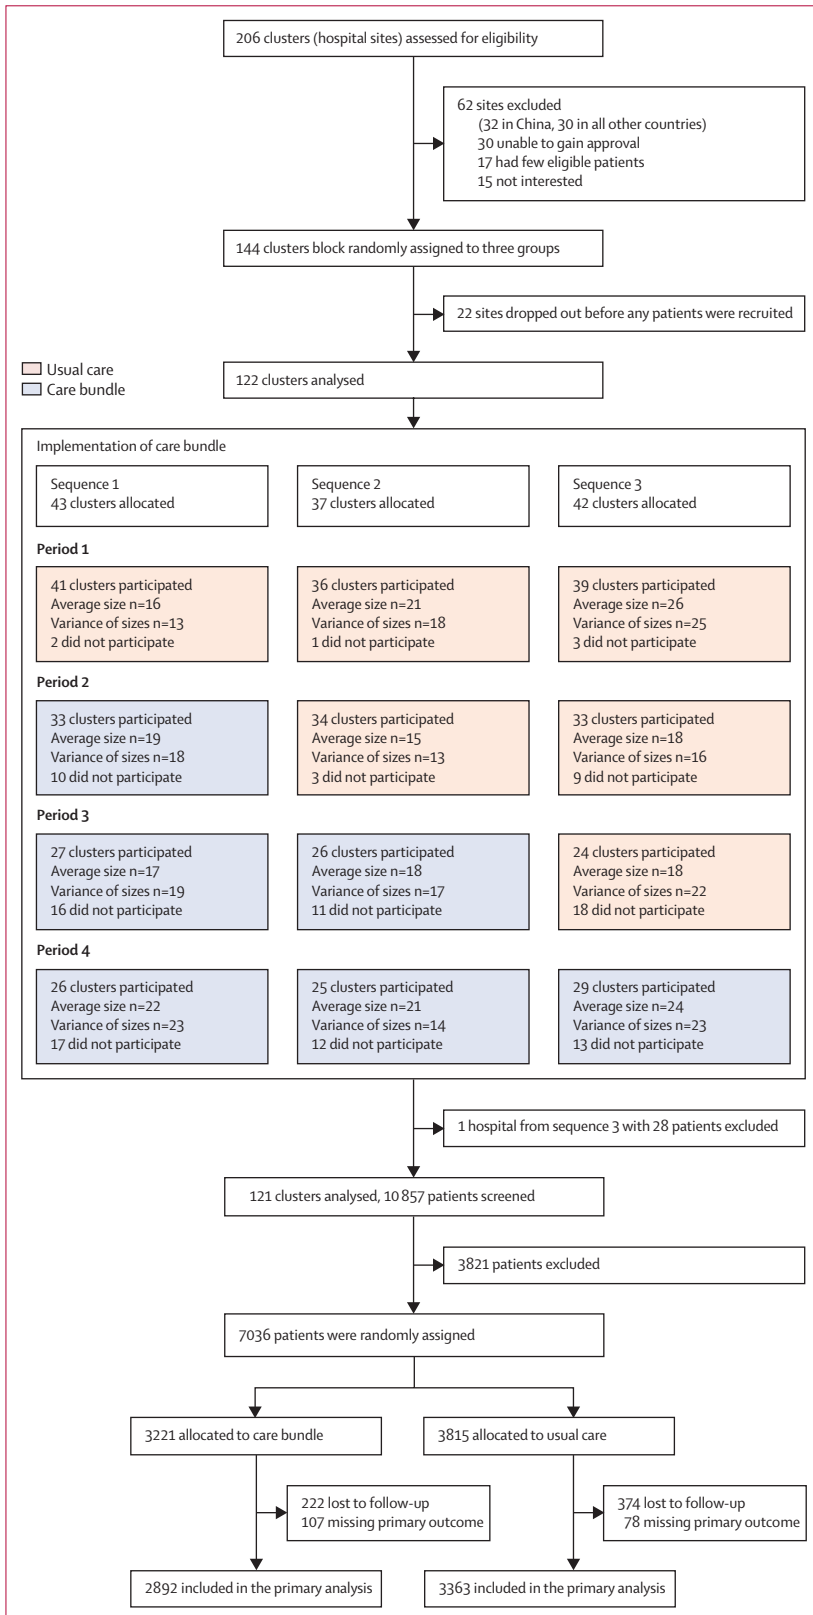 206 clusters (hospital sites) assessed for eligibility
62 sites excluded
(32 in China, 30 in all other countries)
30 unable to gain approval
17 had few eligible patients
15 not interested
144 clusters block randomly assigned to three groups
22 sites dropped out before any patients were recruited
Usual care
Care bundle
122 clusters analysed
Implementation of care bundle
Sequence 1
43 clusters allocated
Sequence 2
37 clusters allocated
Sequence 3
42 clusters allocated
Period 1
41 clusters participated
Average size n=16
Variance of sizes n=13
2 did not participate
36 clusters participated
Average size n=21
Variance of sizes n=18
1 did not participate
39 clusters participated
Average size n=26
Variance of sizes n=25
3 did not participate
Period 2
33 clusters participated
Average size n=19
Variance of sizes n=18
10 did not participate
34 clusters participated
Average size n=15
Variance of sizes n=13
3 did not participate
33 clusters participated
Average size n=18
Variance of sizes n=16
9 did not participate
Period 3
27 clusters participated
Average size n=17
Variance of sizes n=19
16 did not participate
26 clusters participated
Average size n=18
Variance of sizes n=17
11 did not participate
24 clusters participated
Average size n=18
Variance of sizes n=22
18 did not participate
Period 4
26 clusters participated
Average size n=22
Variance of sizes n=23
17 did not participate
25 clusters participated
Average size n=21
Variance of sizes n=14
12 did not participate
29 clusters participated
Average size n=24
Variance of sizes n=23
13 did not participate
1 hospital from sequence 3 with 28 patients excluded
121 clusters analysed, 10 857 patients screened
3821 patients excluded
7036 patients were randomly assigned
3221 allocated to care bundle
3815 allocated to usual care
222 lost to follow-up
107 missing primary outcome
374 lost to follow-up
78 missing primary outcome
2892 included in the primary analysis
3363 included in the primary analysis